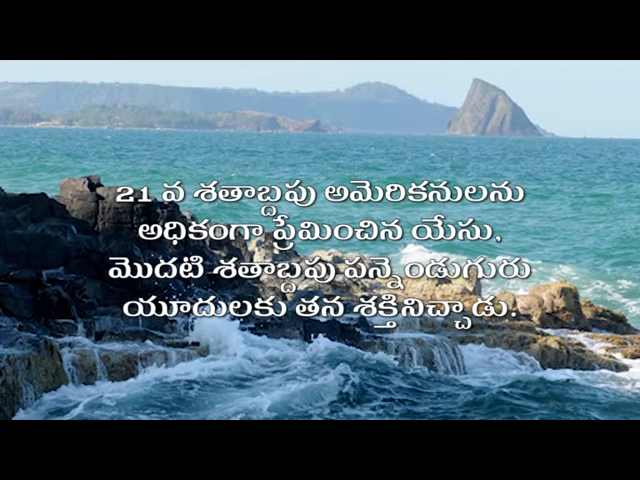 21 వ శతాబ్దపు అమెరికనులను
అధికంగా ప్రేమించిన యేసు,
మొదటి శతాబ్దపు పన్నెండుగురు
యూదులకు తన శక్తినిచ్చాడు.